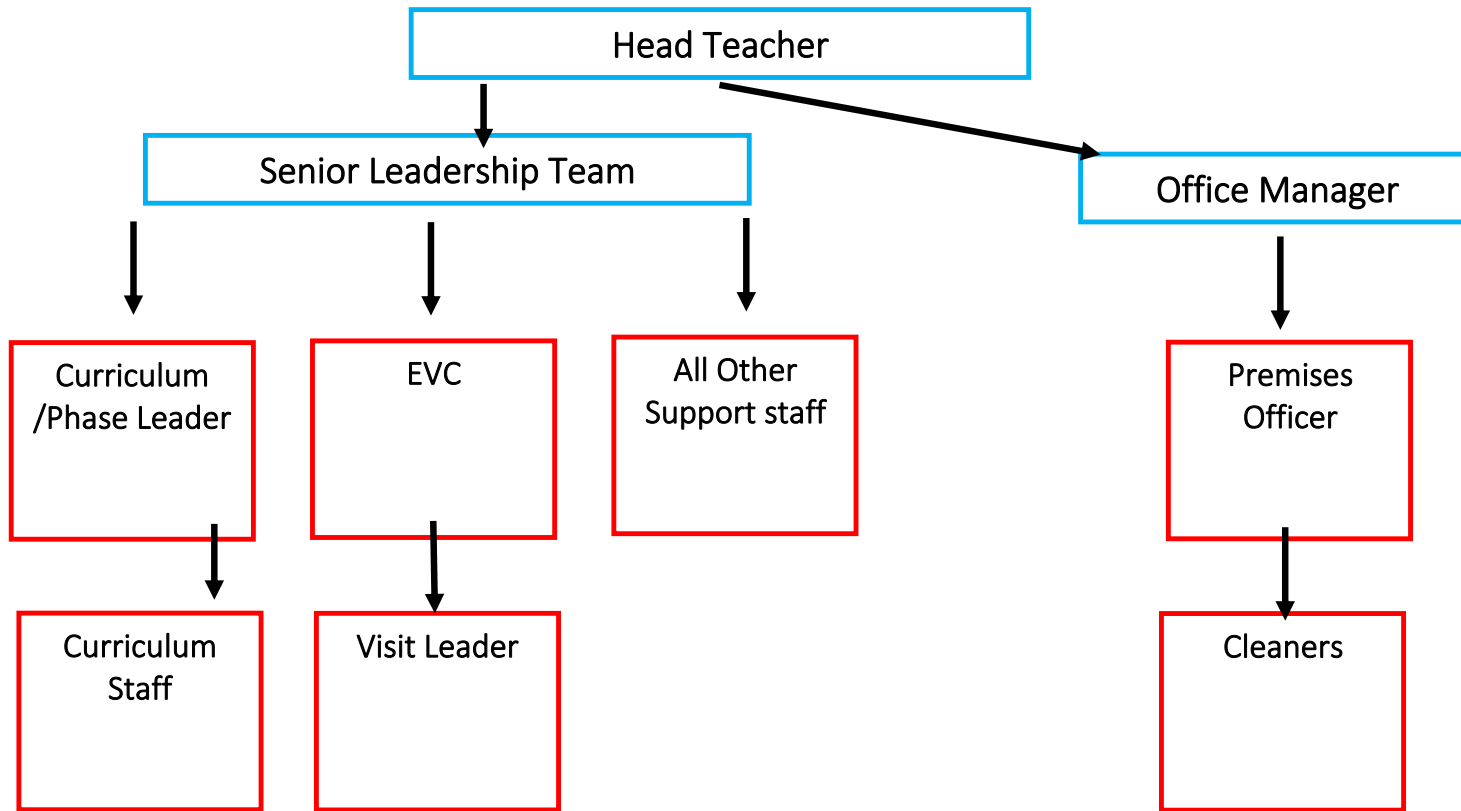 Head Teacher
Senior Leadership Team
Office Manager
Curriculum
/Phase Leader
EVC
All Other
Support staff
Premises
Officer
Curriculum
Staff
Visit Leader
Cleaners